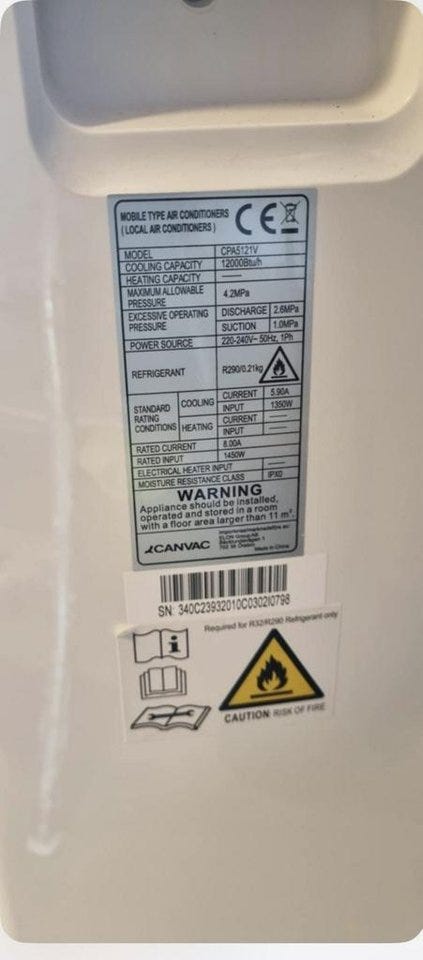 MOBILE TYPE AIR CONDITIONERS
( LOCAL AIR CONDITIONERS )
CE
MODEL CPA5121V
COOLING CAPACITY 12000Btu/h
HEATING CAPACITY ——
MAXIMUM ALLOWABLE PRESSURE 4.2MPa
EXCESSIVE OPERATING PRESSURE DISCHARGE 2.6MPa
SUCTION 1.0MPa
POWER SOURCE 220-240V~ 50Hz, 1Ph
REFRIGERANT R290/0.21kg
STANDARD RATING CONDITIONS COOLING CURRENT 5.90A
INPUT 1350W
HEATING CURRENT ——
INPUT ——
RATED CURRENT 8.00A
RATED INPUT 1450W
ELECTRICAL HEATER INPUT ——
MOISTURE RESISTANCE CLASS IPX0
WARNING
Appliance should be installed,
operated and stored in a room
with a floor area larger than 11 m².
CANVAC
ELON Group AB
Made in China
SN: 340C23932010C0302I0798
Required for R32/R290 Refrigerant only
i
CAUTION: RISK OF FIRE